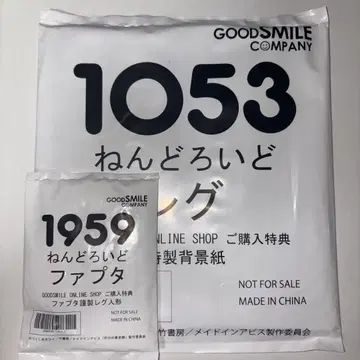 GOODSMILE
COMPANY
1053
ねんどろいど
レグ
ONLINE SHOP ご購入特典
特製背景紙
NOT FOR SALE
MADE IN CHINA
竹書房／メイドインアビス製作委員会
GOODSMILE
COMPANY
1959
ねんどろいど
ファプタ
GOODSMILE ONLINE SHOP ご購入特典
ファプタ謹製レグ人形
NOT FOR SALE
MADE IN CHINA